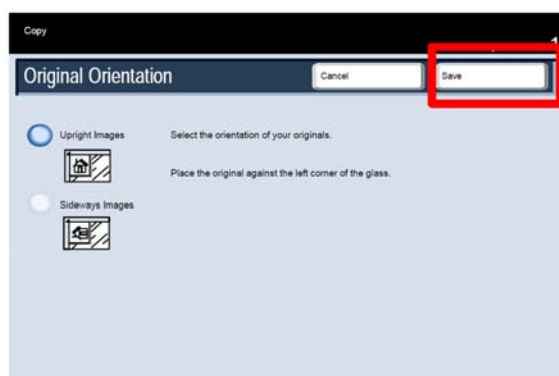 Copy
1
Original Orientation
Cancel
Save
Upright Images
Select the orientation of your originals.
Place the original against the left corner of the glass.
Sideways Images